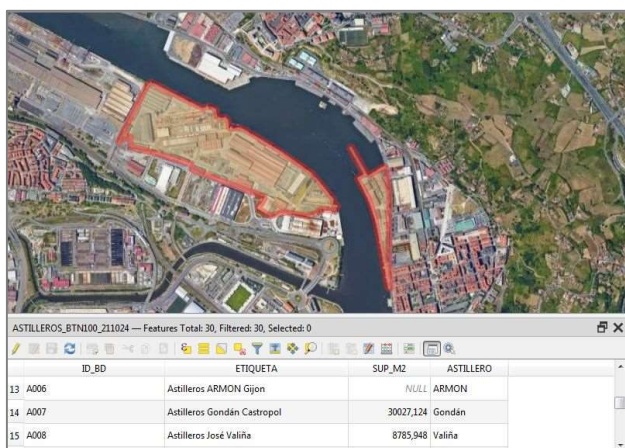 ASTILLEROS_BTN100_211024 — Features Total: 30, Filtered: 30, Selected: 0
ID_BD ETIQUETA SUP_M2 ASTILLERO
13 A006 Astilleros ARMON Gijon NULL ARMON
14 A007 Astilleros Gondán Castropol 30027,124 Gondán
15 A008 Astilleros José Valiña 8785,948 Valiña